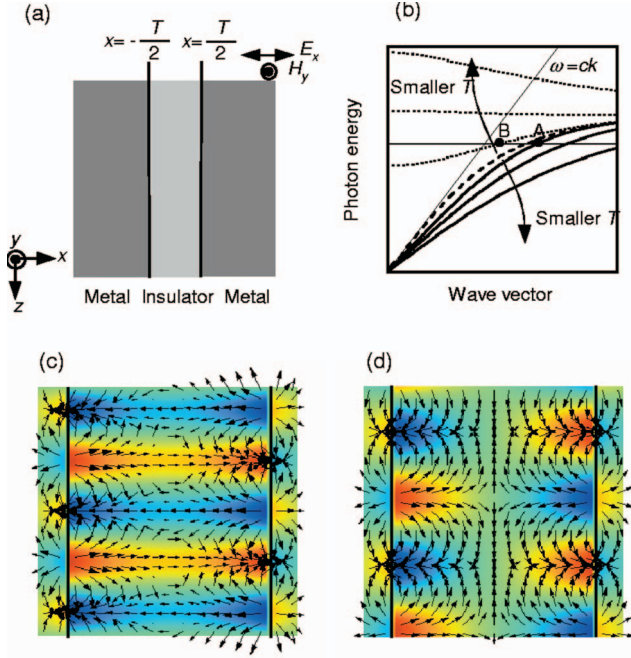 (a)
x= - T/2 x= T/2
E_x
H_y
y
x
z
Metal Insulator Metal
(b)
Smaller T
ω=ck
B A
Smaller T
Photon energy
Wave vector
(c)
(d)